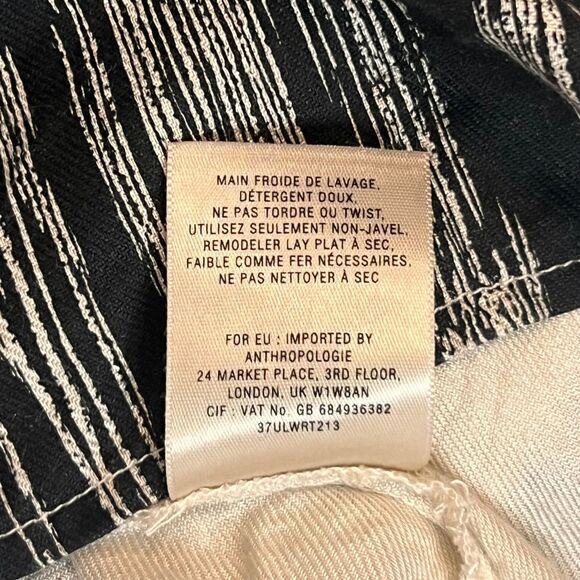 MAIN FROIDE DE LAVAGE,
DÉTERGENT DOUX,
NE PAS TORDRE OU TWIST,
UTILISEZ SEULEMENT NON-JAVEL,
REMODELER LAY PLAT À SEC,
FAIBLE COMME FER NÉCESSAIRES,
NE PAS NETTOYER À SEC
FOR EU : IMPORTED BY
ANTHROPOLOGIE
24 MARKET PLACE, 3RD FLOOR,
LONDON, UK W1W8AN
CIF : VAT No. GB 684936382
37ULWRT213